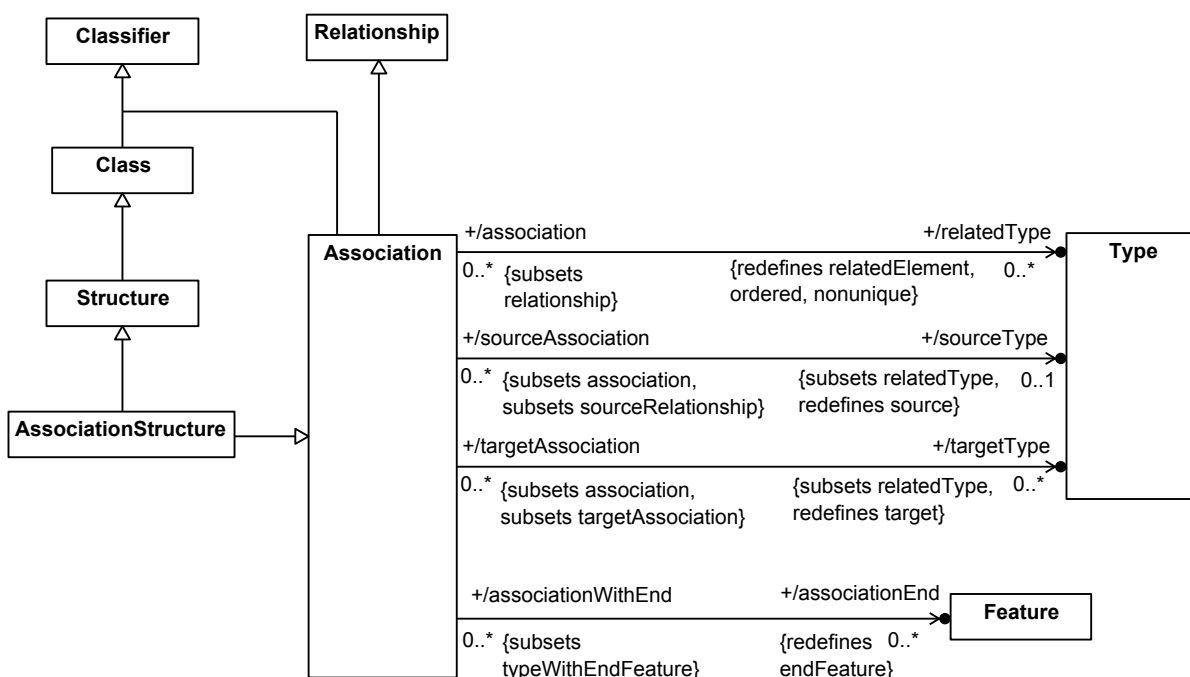 Classifier
Relationship
Class
Structure
AssociationStructure
Association
Type
+/association
+/relatedType
0..* {subsets
relationship}
{redefines relatedElement, 0..*
ordered, nonunique}
+/sourceAssociation
+/sourceType
0..* {subsets association,
subsets sourceRelationship}
{subsets relatedType, 0..1
redefines source}
+/targetAssociation
+/targetType
0..* {subsets association,
subsets targetAssociation}
{subsets relatedType, 0..*
redefines target}
+/associationWithEnd
+/associationEnd
Feature
0..* {subsets
typeWithEndFeature}
{redefines 0..*
endFeature}